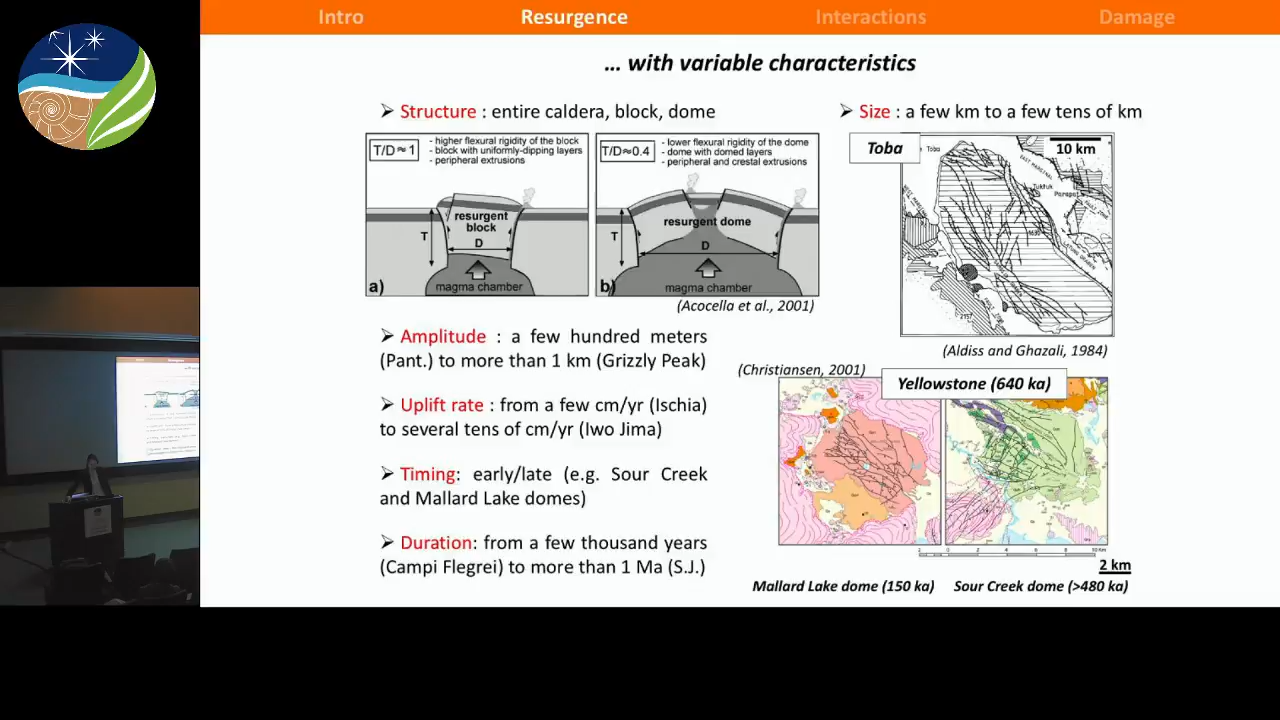 Intro
Resurgence
Interactions
Damage
… with variable characteristics
➢ Structure : entire caldera, block, dome
T/D≈1
- higher flexural rigidity of the block
- block with uniformly-dipping layers
- peripheral extrusions
resurgent
block
T
D
magma chamber
a)
T/D≈0.4
- lower flexural rigidity of the dome
- dome with domed layers
- peripheral and crestal extrusions
resurgent dome
T
D
magma chamber
b)
(Acocella et al., 2001)
➢ Size : a few km to a few tens of km
Toba
Toba
10 km
EAST MARGINAL
Tuktuk
Parapat
(Aldiss and Ghazali, 1984)
➢ Amplitude : a few hundred meters
(Pant.) to more than 1 km (Grizzly Peak)
➢ Uplift rate : from a few cm/yr (Ischia)
to several tens of cm/yr (Iwo Jima)
➢ Timing: early/late (e.g. Sour Creek
and Mallard Lake domes)
➢ Duration: from a few thousand years
(Campi Flegrei) to more than 1 Ma (S.J.)
(Christiansen, 2001)
Yellowstone (640 ka)
2 km
Mallard Lake dome (150 ka)
Sour Creek dome (>480 ka)